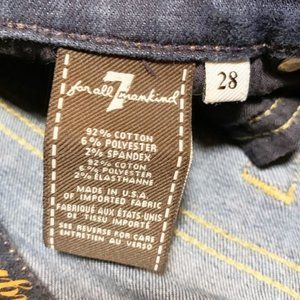 7
for all mankind
28
92% COTTON
6% POLYESTER
2% SPANDEX
92% COTON
6% POLYESTER
2% ÉLASTHANNE
MADE IN U.S.A
OF IMPORTED FABRIC
FABRIQUÉ AUX ÉTATS-UNIS
DE TISSU IMPORTÉ
SEE REVERSE FOR CARE
ENTRETIEN AU VERSO